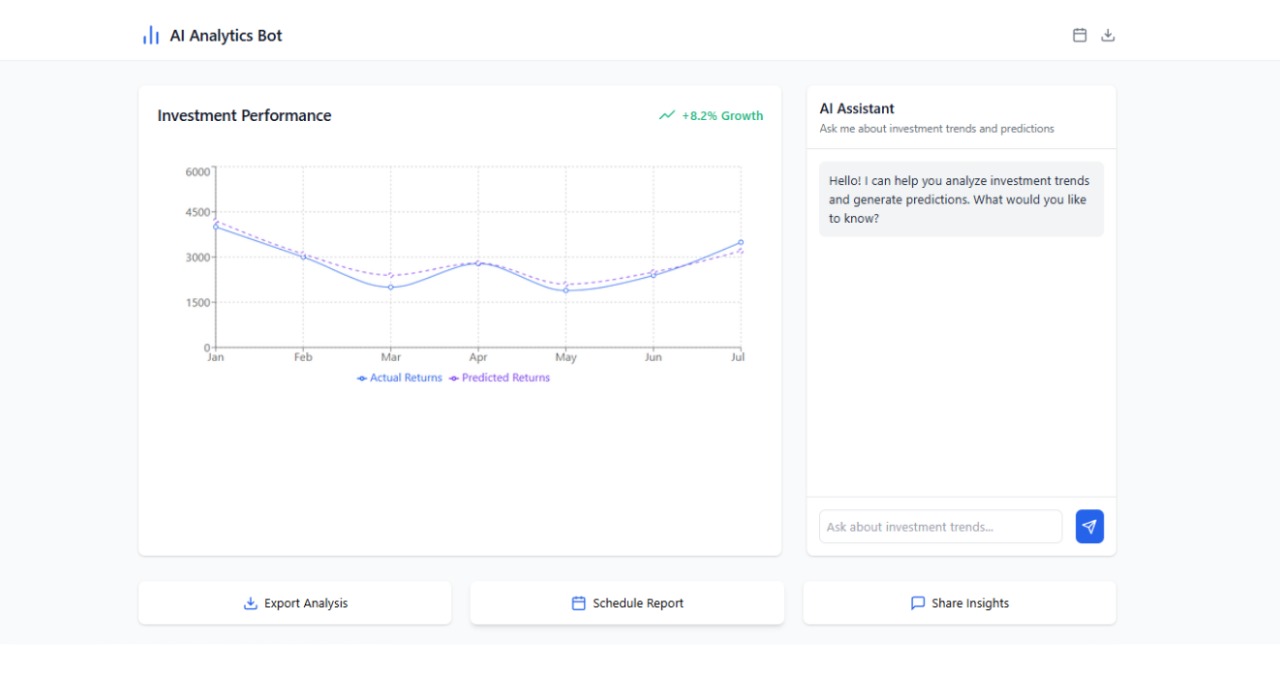 AI Analytics Bot
Investment Performance
+8.2% Growth
6000
4500
3000
1500
0
Jan Feb Mar Apr May Jun Jul
Actual Returns Predicted Returns
AI Assistant
Ask me about investment trends and predictions
Hello! I can help you analyze investment trends
and generate predictions. What would you like
to know?
Ask about investment trends...
Export Analysis
Schedule Report
Share Insights